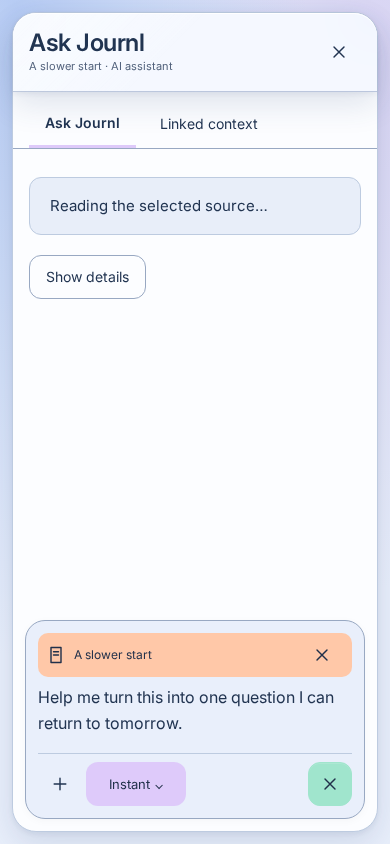 Ask Journl
A slower start · AI assistant
Ask Journl
Linked context
Reading the selected source...
Show details
A slower start
Help me turn this into one question I can
return to tomorrow.
Instant